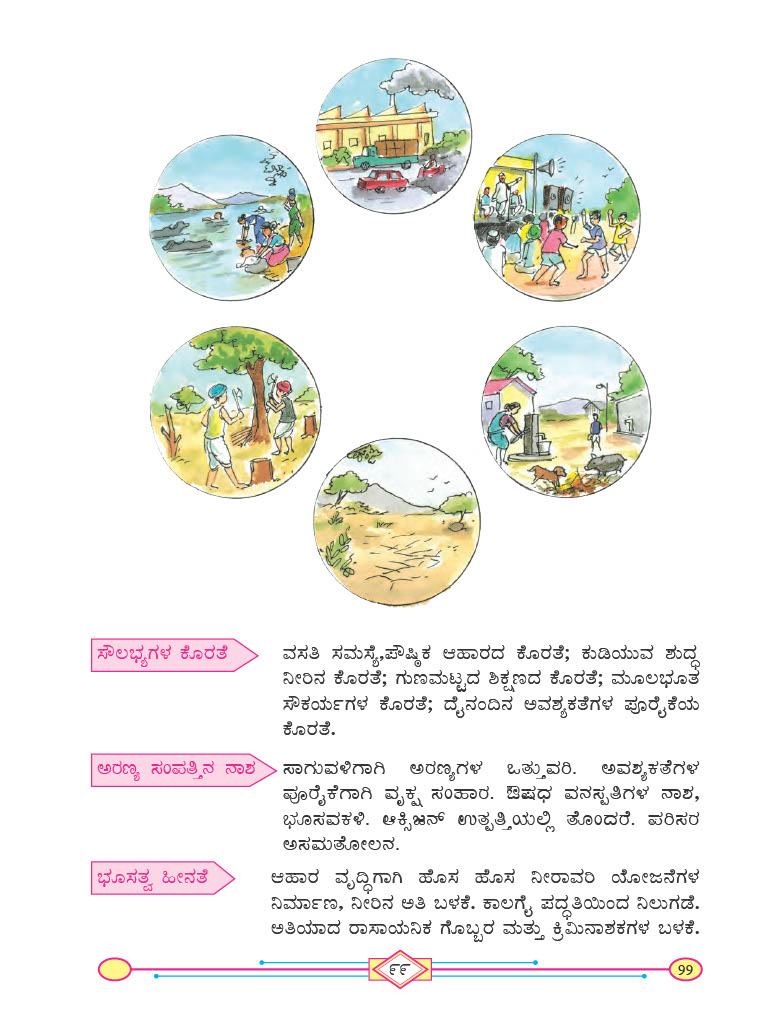 ಸೌಲಭ್ಯಗಳ ಕೊರತೆ
ವಸತಿ ಸಮಸ್ಯೆ,ಪೌಷ್ಠಿಕ ಆಹಾರದ ಕೊರತೆ; ಕುಡಿಯುವ ಶುದ್ಧ
ನೀರಿನ ಕೊರತೆ; ಗುಣಮಟ್ಟದ ಶಿಕ್ಷಣದ ಕೊರತೆ; ಮೂಲಭೂತ
ಸೌಕರ್ಯಗಳ ಕೊರತೆ; ದೈನಂದಿನ ಅವಶ್ಯಕತೆಗಳ ಪೂರೈಕೆಯ
ಕೊರತೆ.
ಅರಣ್ಯ ಸಂಪತ್ತಿನ ನಾಶ
ಸಾಗುವಳಿಗಾಗಿ ಅರಣ್ಯಗಳ ಒತ್ತುವರಿ. ಅವಶ್ಯಕತೆಗಳ
ಪೂರೈಕೆಗಾಗಿ ವೃಕ್ಷ ಸಂಹಾರ. ಔಷಧ ವನಸ್ಪತಿಗಳ ನಾಶ,
ಭೂಸವಕಳಿ. ಆಕ್ಸಿಜನ್ ಉತ್ಪತ್ತಿಯಲ್ಲಿ ತೊಂದರೆ. ಪರಿಸರ
ಅಸಮತೋಲನ.
ಭೂಸತ್ವ ಹೀನತೆ
ಆಹಾರ ವೃದ್ಧಿಗಾಗಿ ಹೊಸ ಹೊಸ ನೀರಾವರಿ ಯೋಜನೆಗಳ
ನಿರ್ಮಾಣ, ನೀರಿನ ಅತಿ ಬಳಕೆ. ಕಾಲಗೈ ಪದ್ಧತಿಯಿಂದ ನಿಲುಗಡೆ.
ಅತಿಯಾದ ರಾಸಾಯನಿಕ ಗೊಬ್ಬರ ಮತ್ತು ಕ್ರಿಮಿನಾಶಕಗಳ ಬಳಕೆ.
೯೯
99